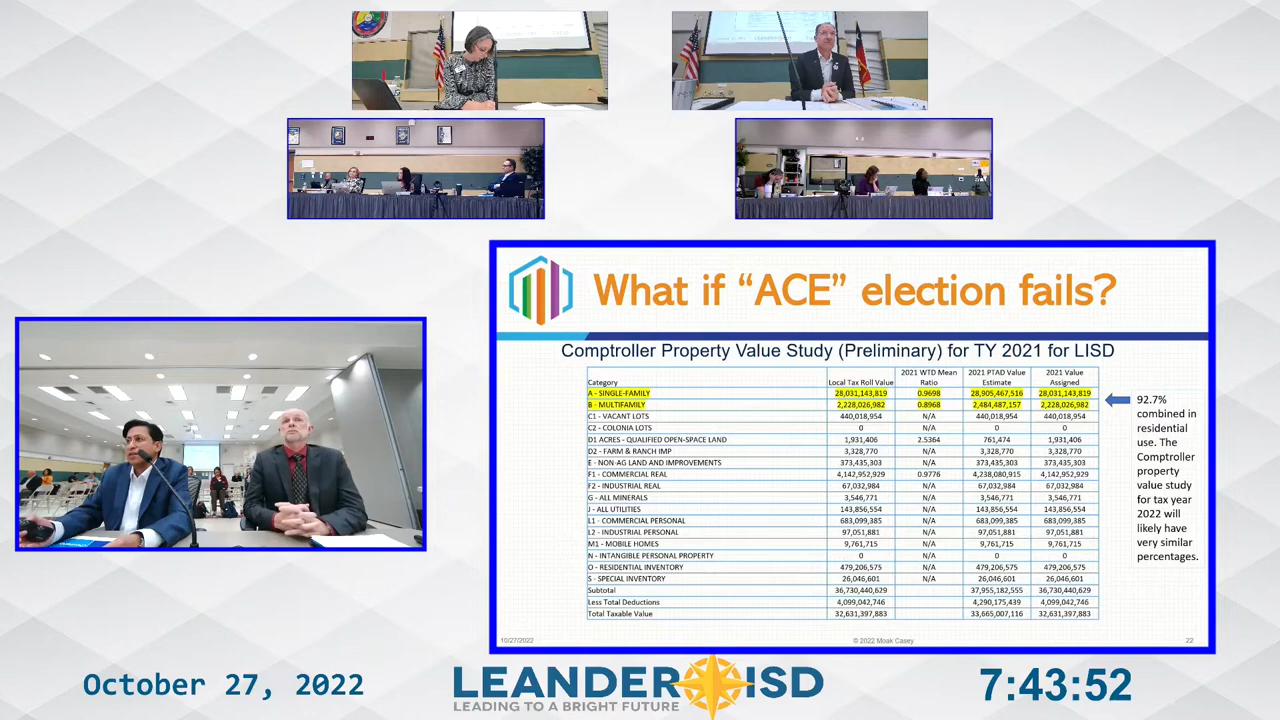 What if “ACE” election fails?
Comptroller Property Value Study (Preliminary) for TY 2021 for LISD
Category Local Tax Roll Value 2021 WTD Mean Ratio 2021 PTAD Value Estimate 2021 Value Assigned
A - SINGLE-FAMILY 28,031,143,819 0.9698 28,905,467,516 28,031,143,819
B - MULTIFAMILY 2,228,026,982 0.8968 2,484,487,157 2,228,026,982
C1 - VACANT LOTS 440,018,954 N/A 440,018,954 440,018,954
C2 - COLONIA LOTS 0 N/A 0 0
D1 ACRES - QUALIFIED OPEN-SPACE LAND 1,931,406 2.5364 761,474 1,931,406
D2 - FARM & RANCH IMP 3,328,770 N/A 3,328,770 3,328,770
E - NON-AG LAND AND IMPROVEMENTS 373,435,303 N/A 373,435,303 373,435,303
F1 - COMMERCIAL REAL 4,142,952,929 0.9776 4,238,080,915 4,142,952,929
F2 - INDUSTRIAL REAL 67,032,984 N/A 67,032,984 67,032,984
G - ALL MINERALS 3,546,771 N/A 3,546,771 3,546,771
J - ALL UTILITIES 143,856,554 N/A 143,856,554 143,856,554
L1 - COMMERCIAL PERSONAL 683,099,385 N/A 683,099,385 683,099,385
L2 - INDUSTRIAL PERSONAL 97,051,881 N/A 97,051,881 97,051,881
M1 - MOBILE HOMES 9,761,715 N/A 9,761,715 9,761,715
N - INTANGIBLE PERSONAL PROPERTY 0 N/A 0 0
O - RESIDENTIAL INVENTORY 479,206,575 N/A 479,206,575 479,206,575
S - SPECIAL INVENTORY 26,046,601 N/A 26,046,601 26,046,601
Subtotal 36,730,440,629 37,955,182,555 36,730,440,629
Less Total Deductions 4,099,042,746 4,290,175,439 4,099,042,746
Total Taxable Value 32,631,397,883 33,665,007,116 32,631,397,883
92.7%
combined in
residential
use. The
Comptroller
property
value study
for tax year
2022 will
likely have
very similar
percentages.
10/27/2022 © 2022 Moak Casey 22
October 27, 2022
LEANDER ISD
LEADING TO A BRIGHT FUTURE
7:43:52